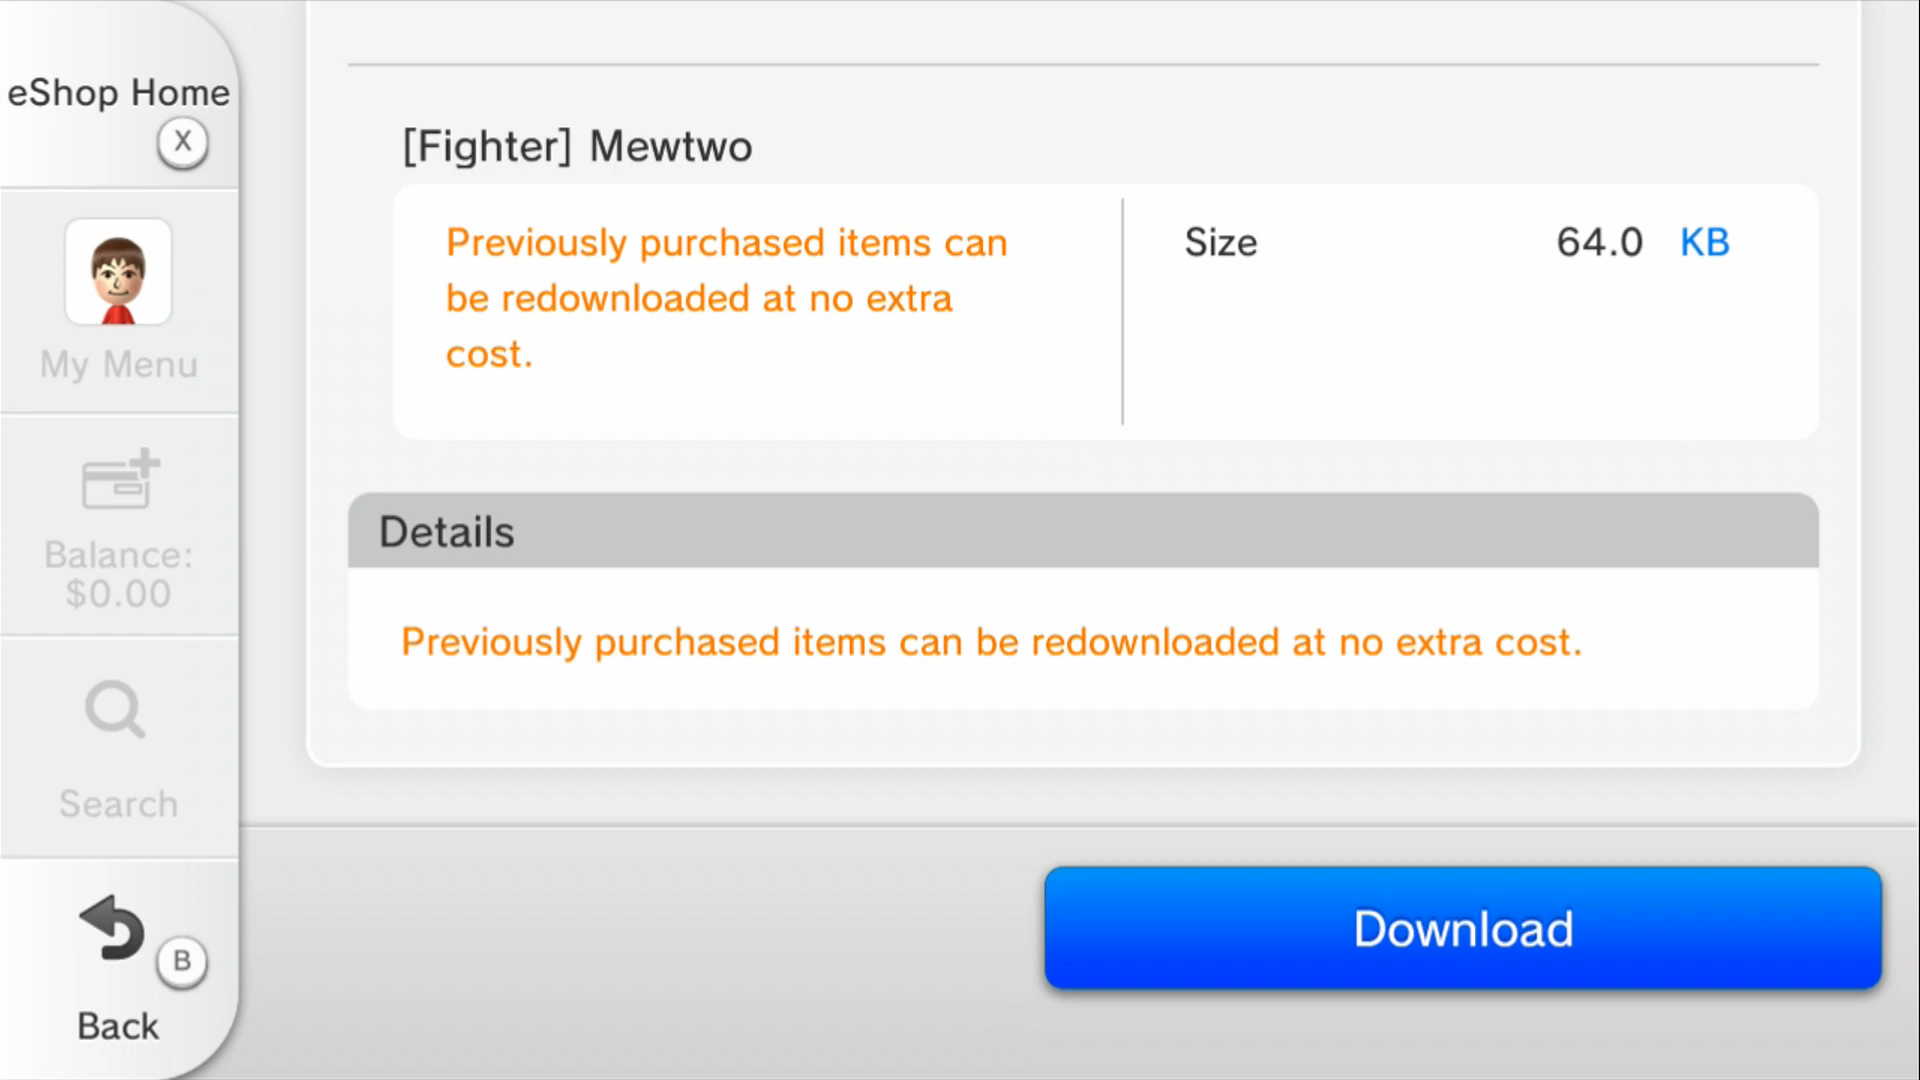 eShop Home
X
My Menu
Balance:
$0.00
Search
B
Back
[Fighter] Mewtwo
Previously purchased items can
be redownloaded at no extra
cost.
Size 64.0 KB
Details
Previously purchased items can be redownloaded at no extra cost.
Download